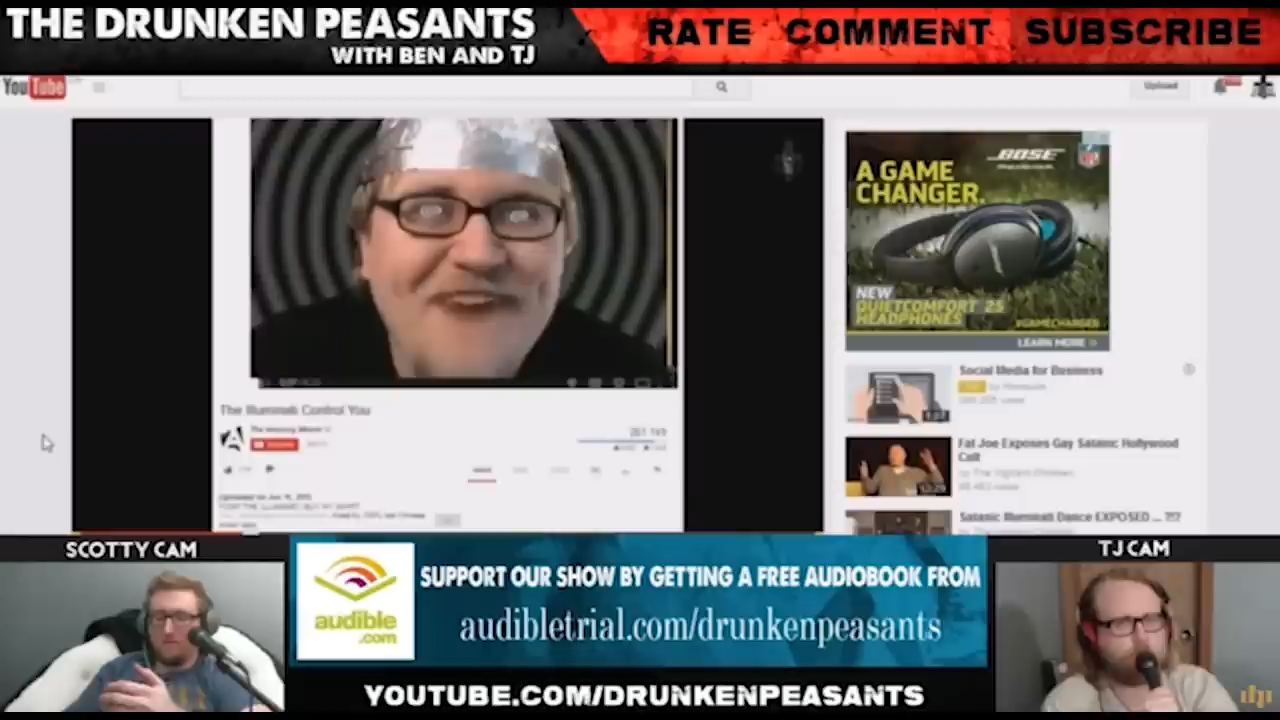 THE DRUNKEN PEASANTS
WITH BEN AND TJ
RATE COMMENT SUBSCRIBE
YouTube
Upload
BOSE
A GAME
CHANGER.
NEW
QUIETCOMFORT 25
HEADPHONES
#GAMECHANGER
LEARN MORE
The Illuminati Control You
Social Media for Business
Fat Joe Exposes Gay Satanic Hollywood
Cult
Satanic Illuminati Dance EXPOSED ... ?!?
SCOTTY CAM
TJ CAM
audible
.com
SUPPORT OUR SHOW BY GETTING A FREE AUDIOBOOK FROM
audibletrial.com/drunkenpeasants
YOUTUBE.COM/DRUNKENPEASANTS
dp